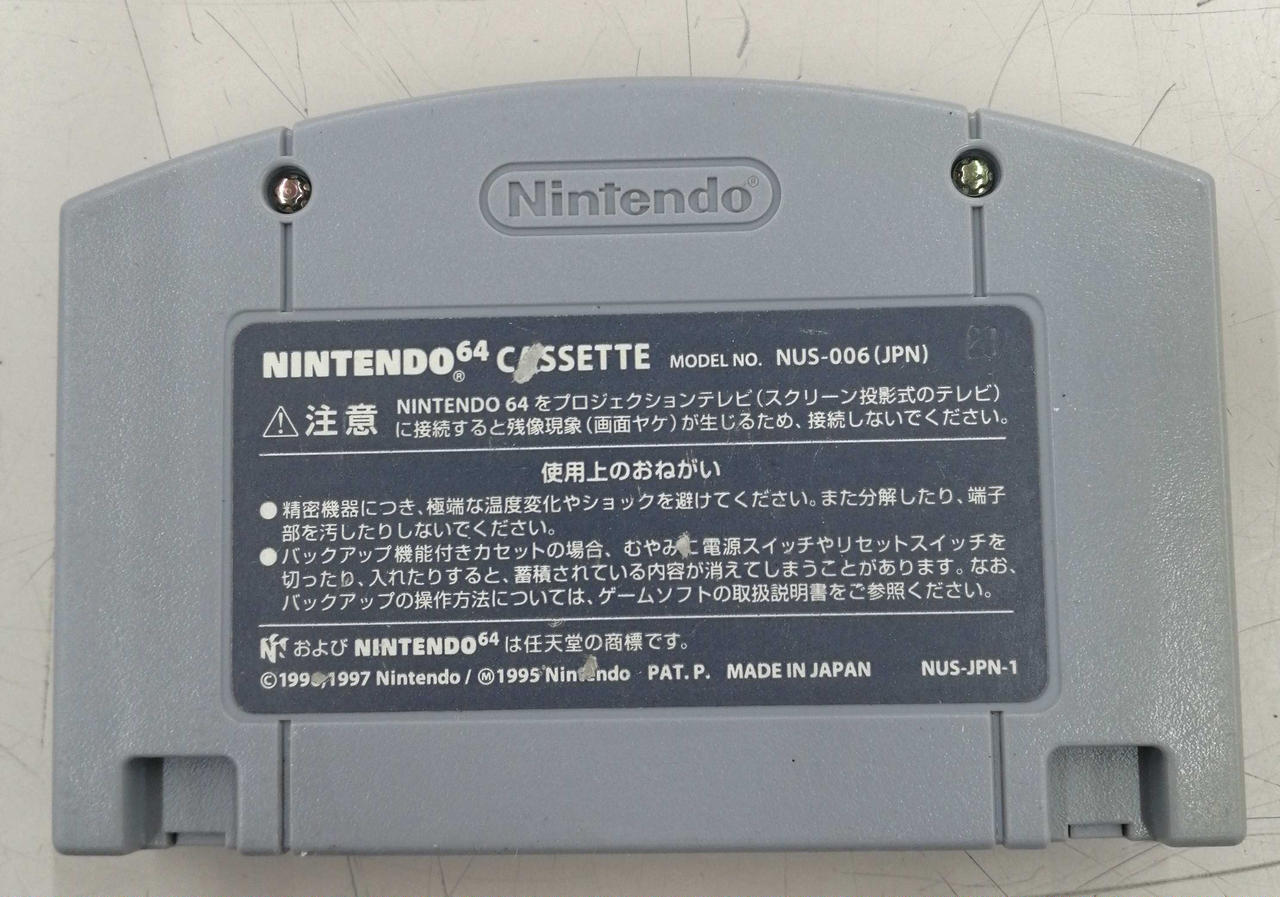 Nintendo®
NINTENDO64® CASSETTE MODEL NO. NUS-006(JPN)
20
注意 NINTENDO 64 をプロジェクションテレビ(スクリーン投影式のテレビ)
に接続すると残像現象(画面ヤケ)が生じるため、接続しないでください。
使用上のおねがい
●精密機器につき、極端な温度変化やショックを避けてください。また分解したり、端子
部を汚したりしないでください。
●バックアップ機能付きカセットの場合、むやみに電源スイッチやリセットスイッチを
切ったり、入れたりすると、蓄積されている内容が消えてしまうことがあります。なお、
バックアップの操作方法については、ゲームソフトの取扱説明書をご参照ください。
および NINTENDO64 は任天堂の商標です。
©1996,1997 Nintendo / Ⓜ1995 Nintendo PAT. P. MADE IN JAPAN NUS-JPN-1